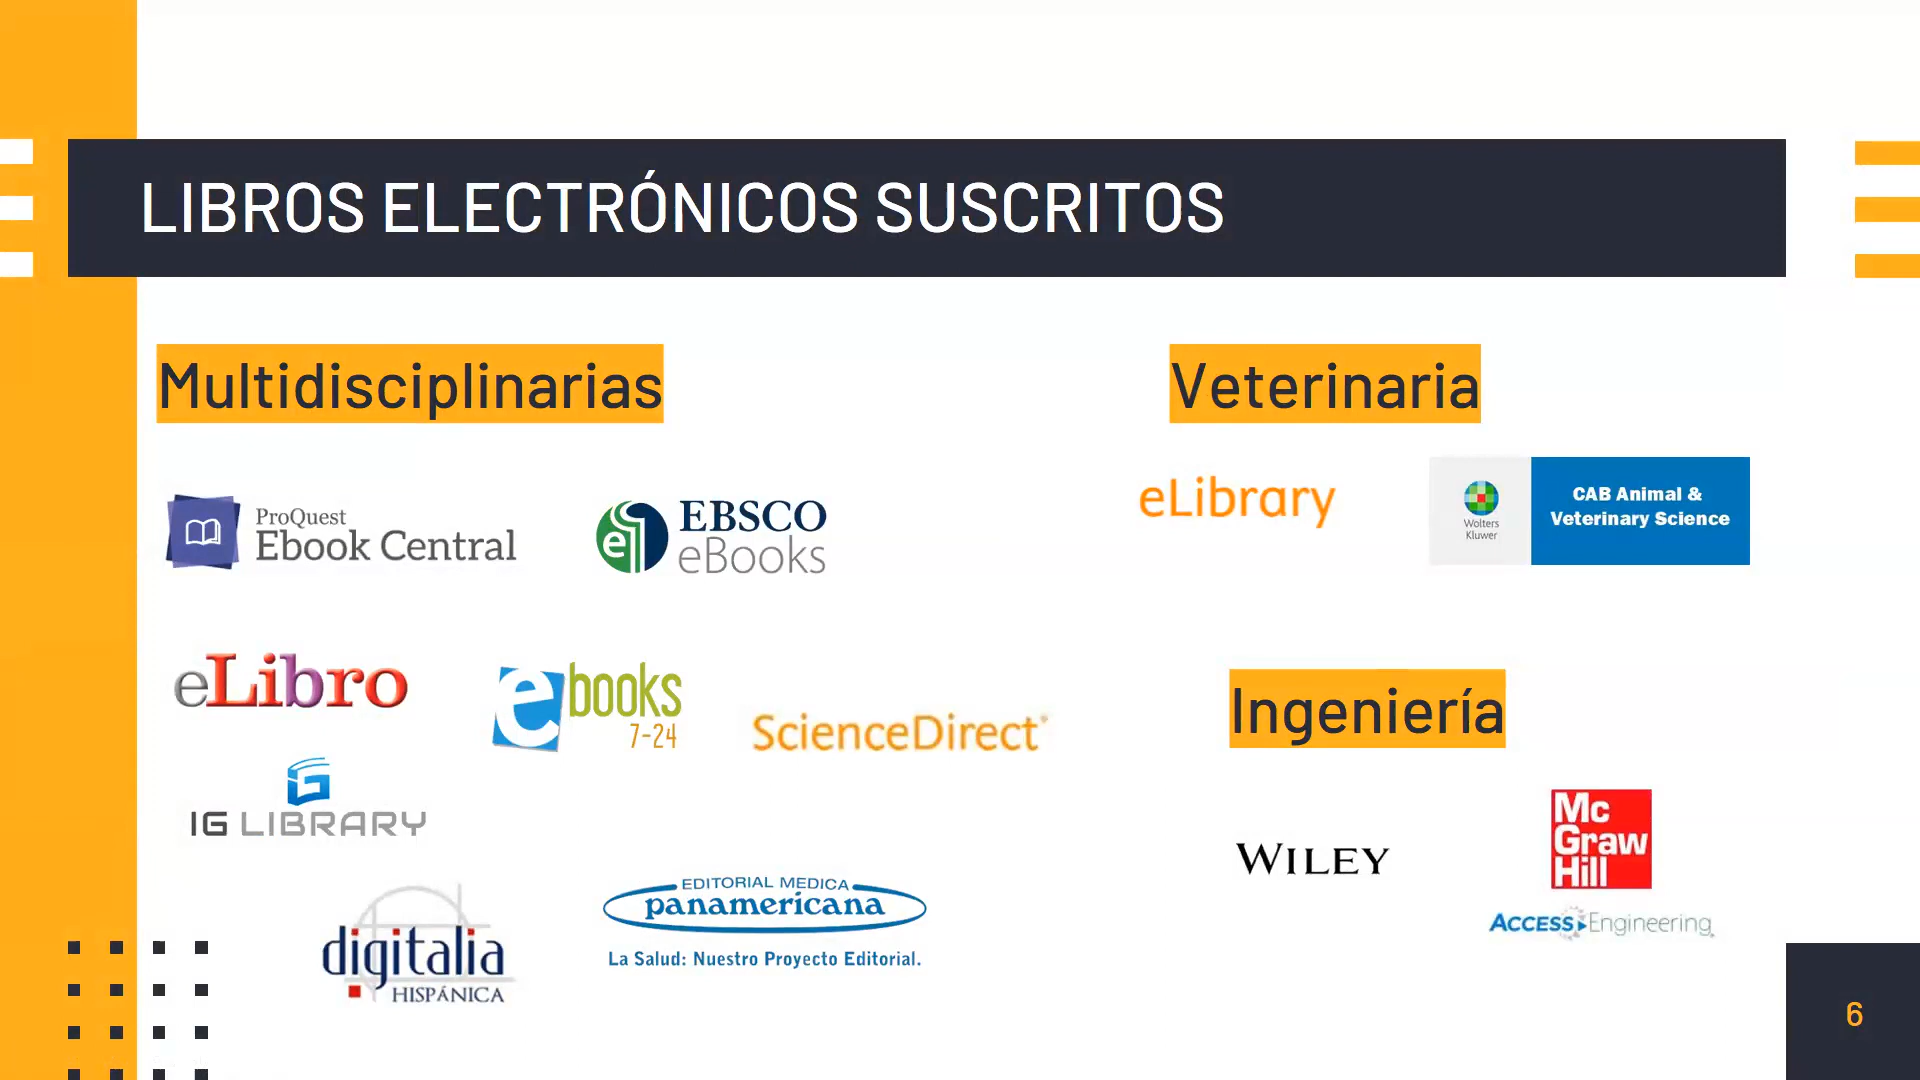 LIBROS ELECTRÓNICOS SUSCRITOS
Multidisciplinarias
ProQuest
Ebook Central
EBSCO
eBooks
eLibro
ebooks
7-24
ScienceDirect®
IG LIBRARY
digitalia
HISPÁNICA
EDITORIAL MEDICA
panamericana
La Salud: Nuestro Proyecto Editorial.
Veterinaria
eLibrary
Wolters
Kluwer
CAB Animal &
Veterinary Science
Ingeniería
WILEY
Mc
Graw
Hill
ACCESS Engineering
6